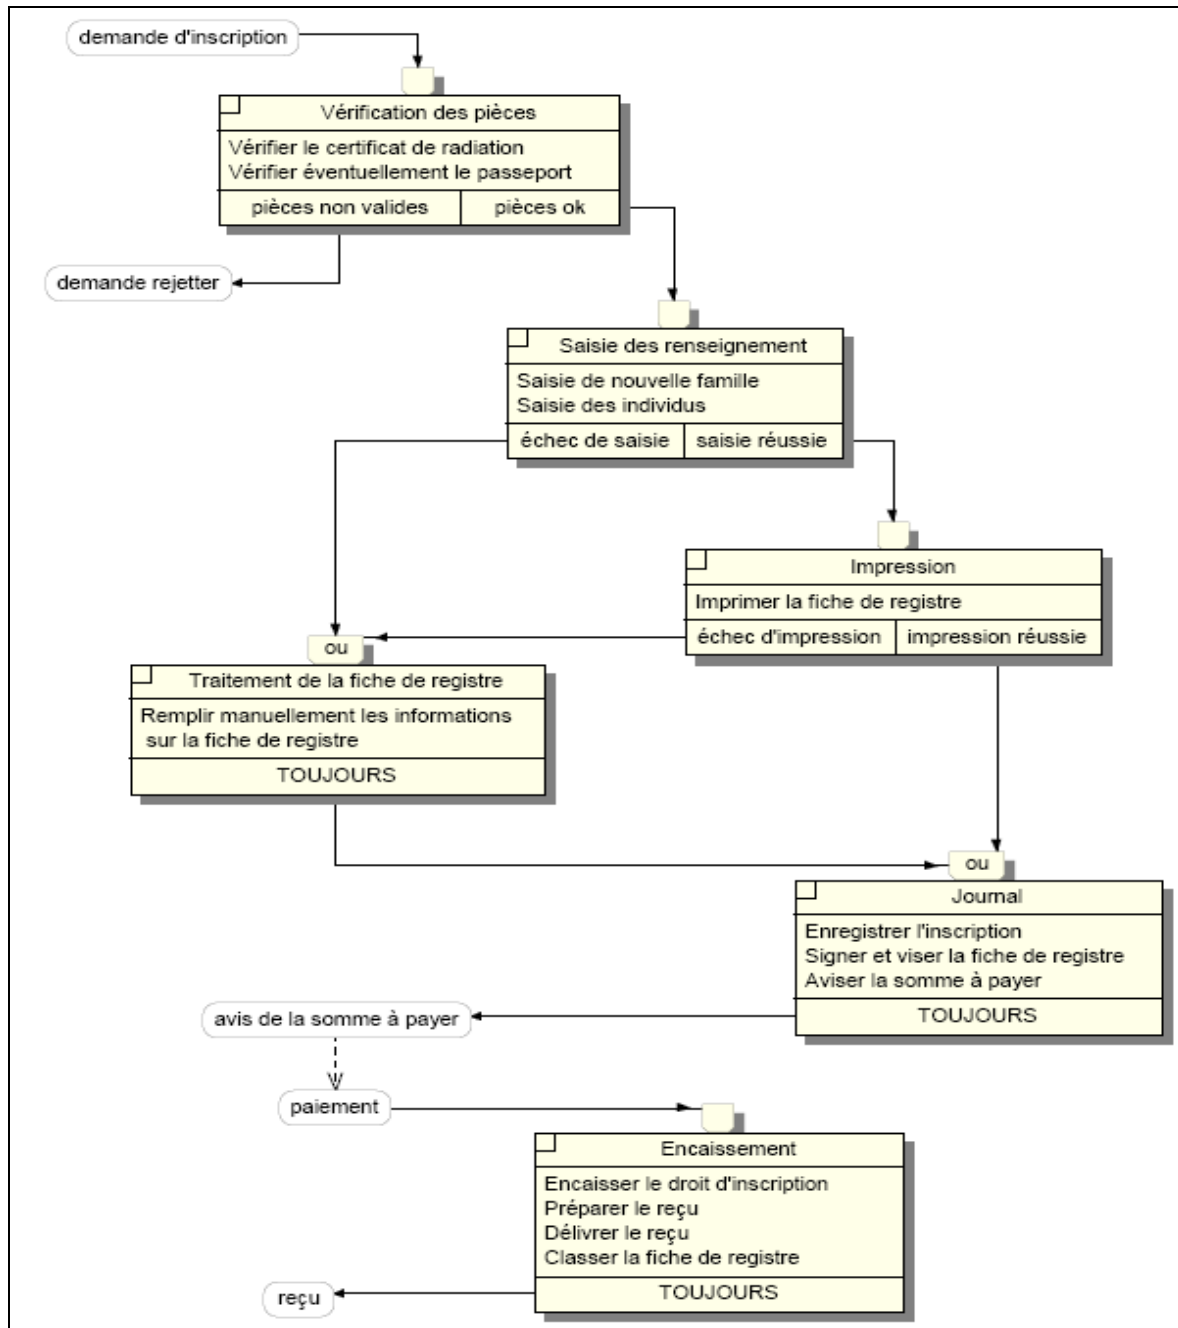 demande d'inscription
Vérification des pièces
Vérifier le certificat de radiation
Vérifier éventuellement le passeport
pièces non valides
pièces ok
demande rejetter
Saisie des renseignement
Saisie de nouvelle famille
Saisie des individus
échec de saisie
saisie réussie
Impression
Imprimer la fiche de registre
échec d'impression
impression réussie
ou
Traitement de la fiche de registre
Remplir manuellement les informations
sur la fiche de registre
TOUJOURS
ou
Journal
Enregistrer l'inscription
Signer et viser la fiche de registre
Aviser la somme à payer
TOUJOURS
avis de la somme à payer
paiement
Encaissement
Encaisser le droit d'inscription
Préparer le reçu
Délivrer le reçu
Classer la fiche de registre
TOUJOURS
reçu